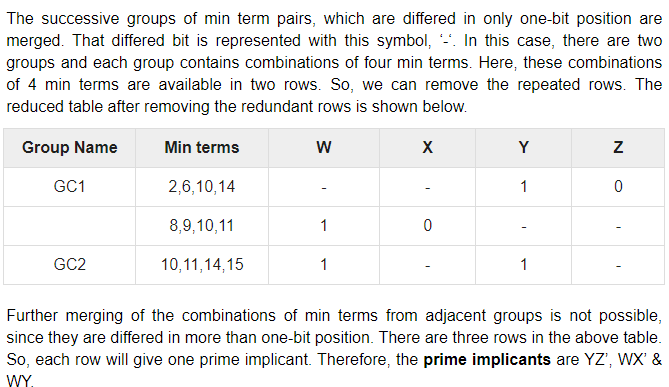 The successive groups of min term pairs, which are differed in only one-bit position are
merged. That differed bit is represented with this symbol, ‘-‘. In this case, there are two
groups and each group contains combinations of four min terms. Here, these combinations
of 4 min terms are available in two rows. So, we can remove the repeated rows. The
reduced table after removing the redundant rows is shown below.
Group Name Min terms W X Y Z
GC1 2,6,10,14 - - 1 0
8,9,10,11 1 0 - -
GC2 10,11,14,15 1 - 1 -
Further merging of the combinations of min terms from adjacent groups is not possible,
since they are differed in more than one-bit position. There are three rows in the above table.
So, each row will give one prime implicant. Therefore, the prime implicants are YZ’, WX’ &
WY.